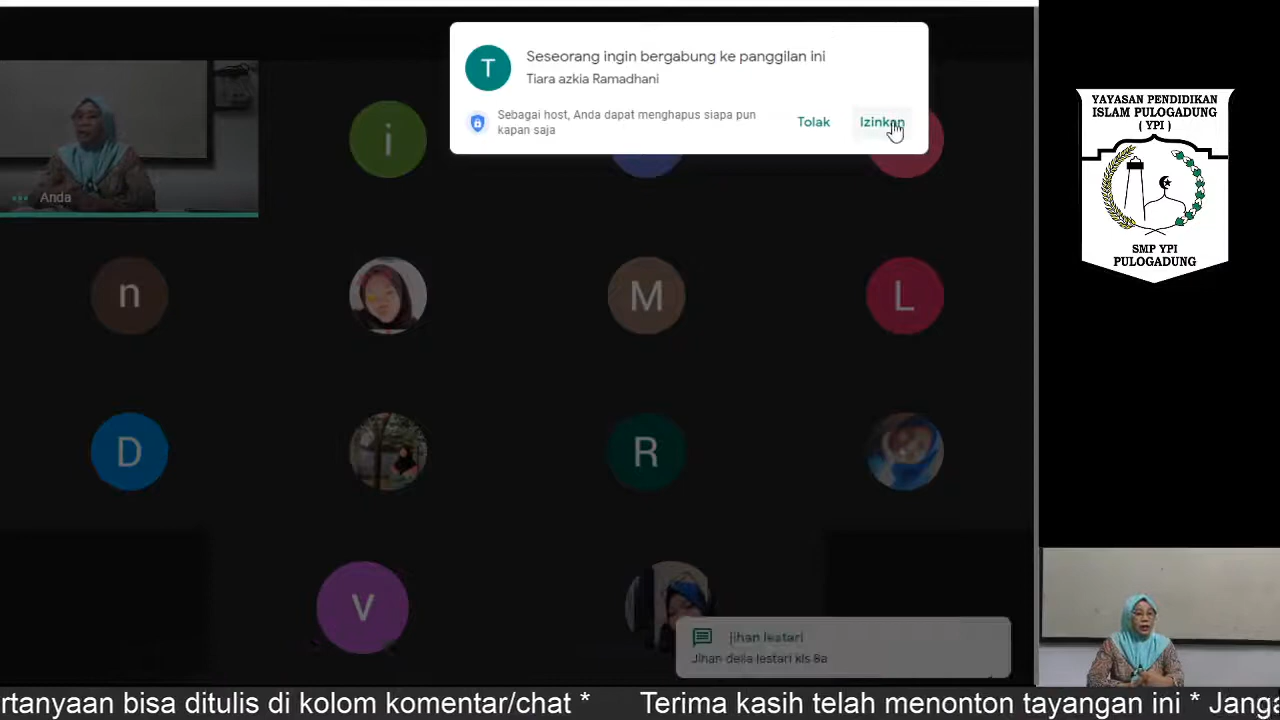 Seseorang ingin bergabung ke panggilan ini
T
Tiara azkia Ramadhani
Sebagai host, Anda dapat menghapus siapa pun
kapan saja
Tolak
Izinkan
Anda
i
n
M
L
D
R
V
jihan lestari
Jihan della lestari kls 8a
YAYASAN PENDIDIKAN
ISLAM PULOGADUNG
( YPI )
SMP YPI
PULOGADUNG
rtanyaan bisa ditulis di kolom komentar/chat * Terima kasih telah menonton tayangan ini * Janga